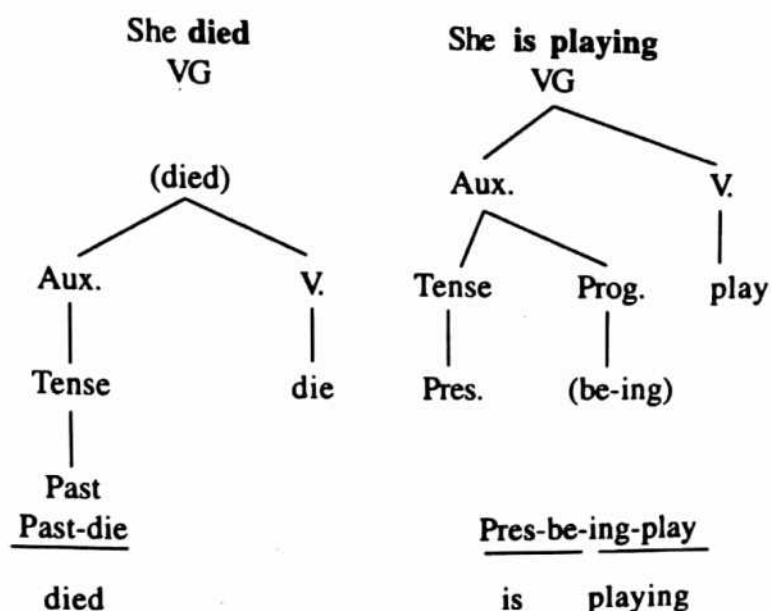 She died
VG
(died)
Aux. V.
Tense die
Past
Past-die
died
She is playing
VG
Aux. V.
Tense Prog. play
Pres. (be-ing)
Pres-be-ing-play
is playing